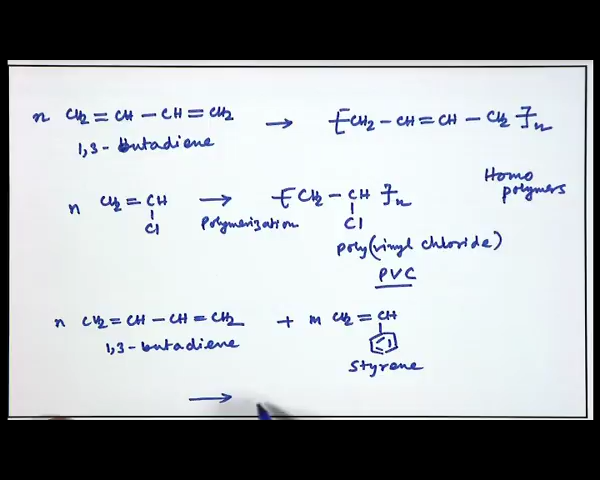 n CH2 = CH — CH = CH2 → -[CH2 — CH = CH — CH2 ]-n
1,3 - butadiene
Homo
polymers
n CH2 = CH → -[CH2 — CH ]-n
Cl Polymerization Cl
poly(vinyl chloride)
PVC
n CH2 = CH — CH = CH2 + m CH2 = CH
1,3 - butadiene
Styrene
→